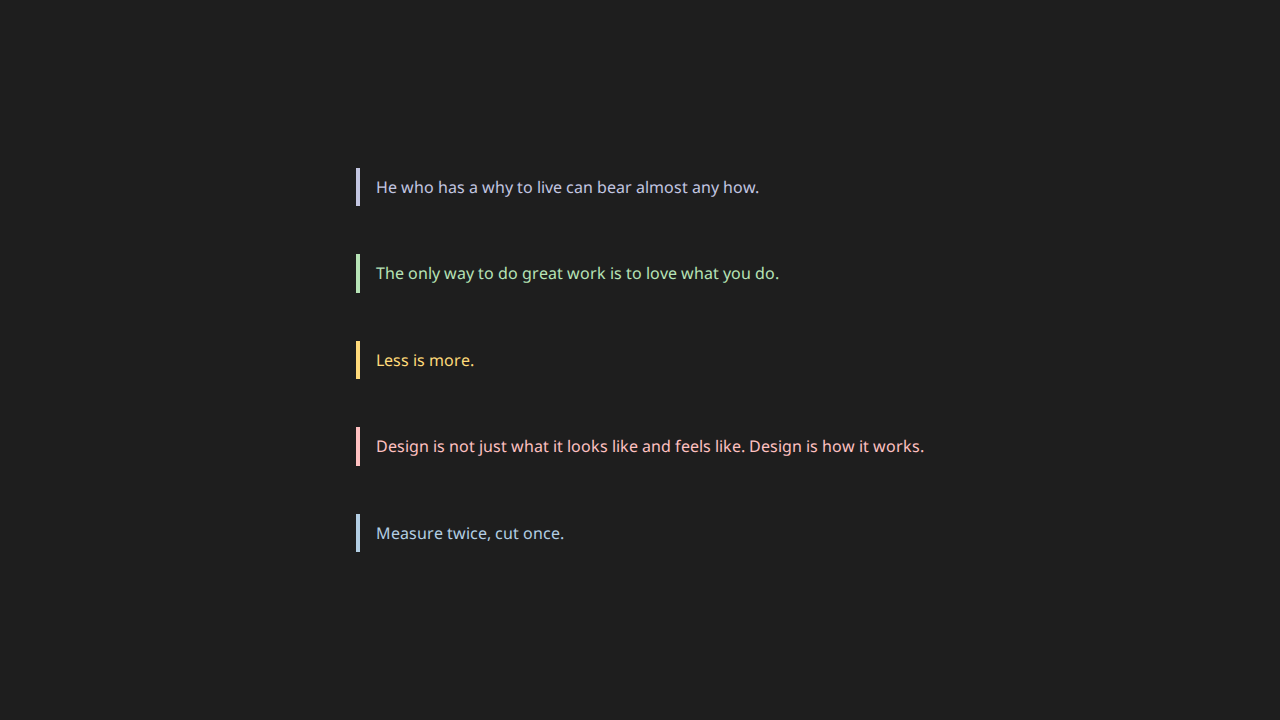 He who has a why to live can bear almost any how.
The only way to do great work is to love what you do.
Less is more.
Design is not just what it looks like and feels like. Design is how it works.
Measure twice, cut once.